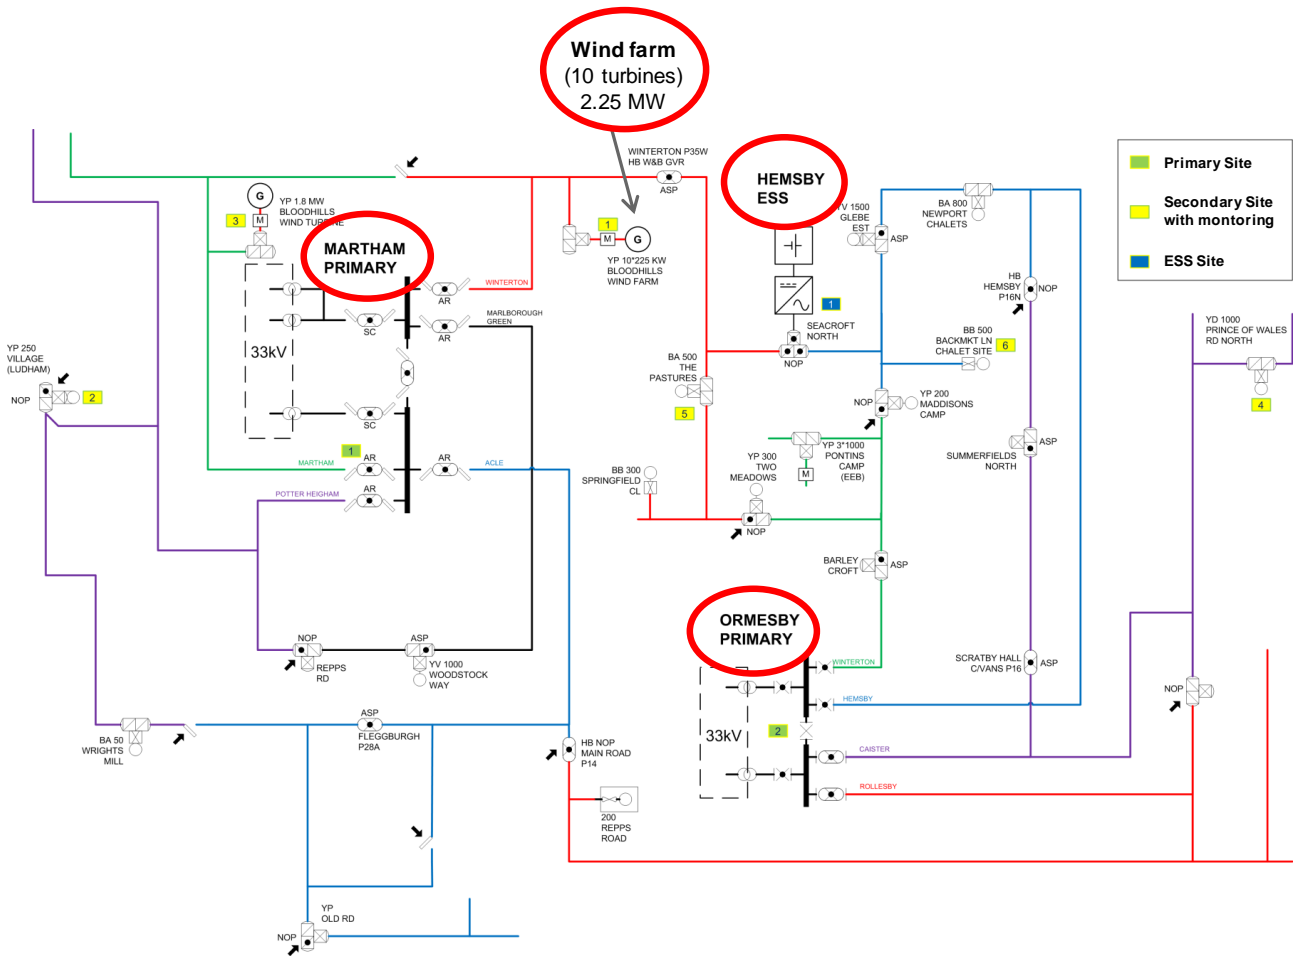 Wind farm
(10 turbines)
2.25 MW
WINTERTON P35W
HB W&B GVR
ASP
HEMSBY
ESS
Primary Site
Secondary Site
with montoring
ESS Site
G
YP 1.8 MW
BLOODHILLS
WIND TURBINE
3
M
MARTHAM
PRIMARY
1
M
G
YP 10*225 KW
BLOODHILLS
WIND FARM
YV 1500
GLEBE
EST
ASP
BA 800
NEWPORT
CHALETS
HB
HEMSBY
P16N
NOP
WINTERTON
AR
MARLBOROUGH
GREEN
AR
SC
33kV
1
SEACROFT
NORTH
NOP
BB 500
BACKMKT LN
CHALET SITE
6
YD 1000
PRINCE OF WALES
RD NORTH
4
YP 250
VILLAGE
(LUDHAM)
NOP
2
BA 500
THE
PASTURES
5
NOP
YP 200
MADDISONS
CAMP
SC
1
MARTHAM
AR
AR
ACLE
POTTER HEIGHAM
AR
YP 3*1000
PONTINS
CAMP
(EEB)
M
ASP
SUMMERFIELDS
NORTH
BB 300
SPRINGFIELD
CL
YP 300
TWO
MEADOWS
NOP
BARLEY
CROFT
ASP
ORMESBY
PRIMARY
NOP
REPPS
RD
ASP
YV 1000
WOODSTOCK
WAY
WINTERTON
HEMSBY
SCRATBY HALL
C/VANS P16
ASP
NOP
33kV
2
CAISTER
ROLLESBY
BA 50
WRIGHTS
MILL
ASP
FLEGGBURGH
P28A
HB NOP
MAIN ROAD
P14
200
REPPS
ROAD
YP
OLD RD
NOP